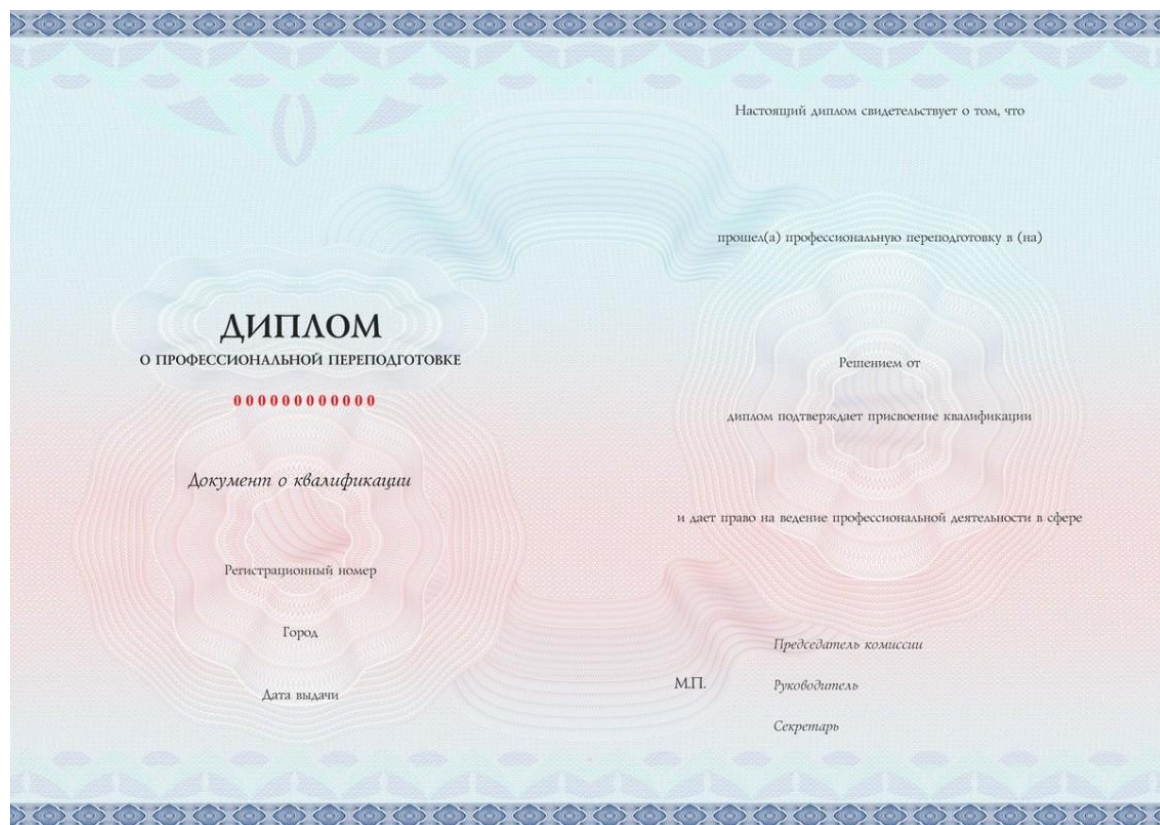 ДИПЛОМ
О ПРОФЕССИОНАЛЬНОЙ ПЕРЕПОДГОТОВКЕ
000000000000
Документ о квалификации
Регистрационный номер
Город
Дата выдачи
Настоящий диплом свидетельствует о том, что
прошел(а) профессиональную переподготовку в (на)
Решением от
диплом подтверждает присвоение квалификации
и дает право на ведение профессиональной деятельности в сфере
Председатель комиссии
М.П.
Руководитель
Секретарь